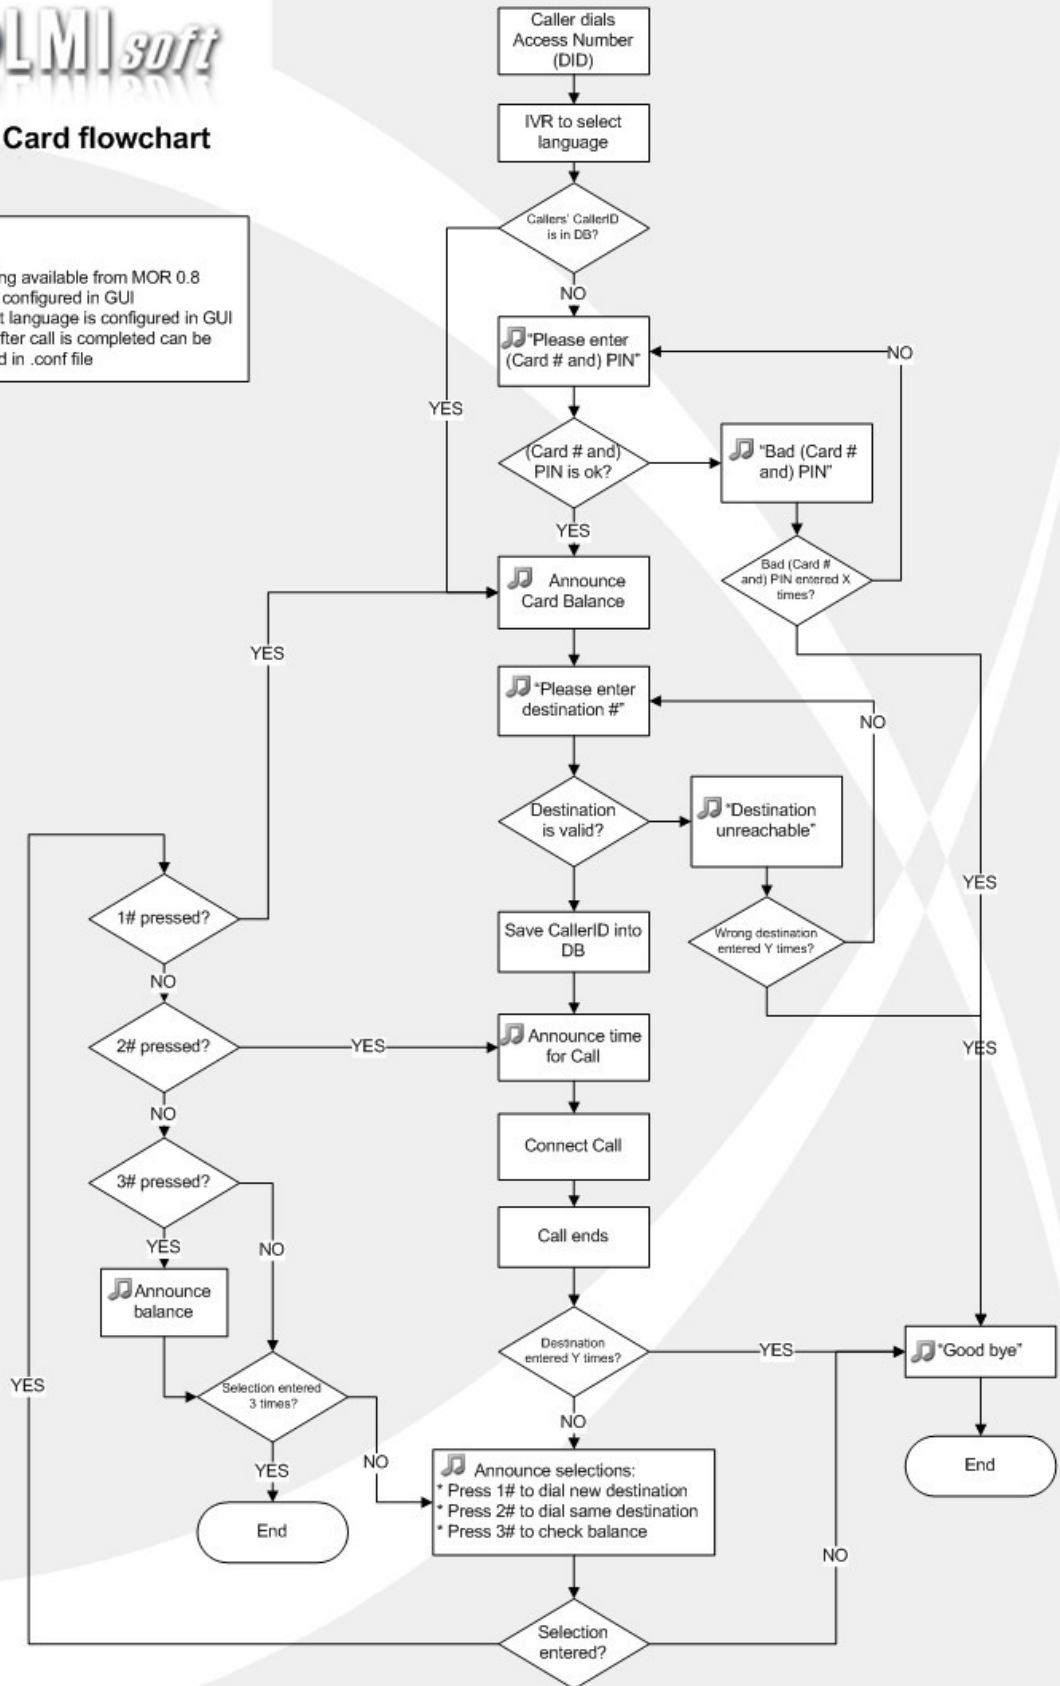 LMI soft
Card flowchart
ng available from MOR 0.8
configured in GUI
t language is configured in GUI
fter call is completed can be
d in .conf file
Caller dials
Access Number
(DID)
IVR to select
language
Callers' CallerID
is in DB?
NO
YES
"Please enter
(Card # and) PIN"
NO
(Card # and)
PIN is ok?
"Bad (Card #
and) PIN"
YES
Bad (Card #
and) PIN entered X
times?
Announce
Card Balance
YES
"Please enter
destination #"
NO
Destination
is valid?
"Destination
unreachable"
YES
1# pressed?
Save CallerID into
DB
Wrong destination
entered Y times?
NO
2# pressed?
YES
Announce time
for Call
YES
NO
Connect Call
3# pressed?
YES
NO
Call ends
Announce
balance
Destination
entered Y times?
YES
"Good bye"
YES
Selection entered
3 times?
NO
YES
NO
Announce selections:
* Press 1# to dial new destination
* Press 2# to dial same destination
* Press 3# to check balance
End
End
NO
Selection
entered?